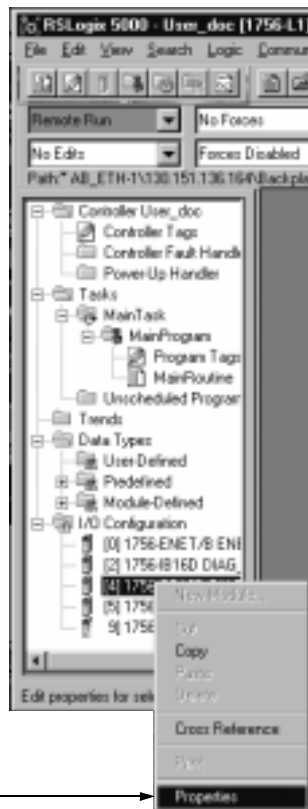 RSLogix 5000 - User_doc [1756-L1
File Edit View Search Logic Commun
Remote Run No Forces
No Edits Forces Disabled
Path:* AB_ETH-1\130.151.136.164\Backpla
Controller User_doc
Controller Tags
Controller Fault Handl
Power-Up Handler
Tasks
MainTask
MainProgram
Program Tags
MainRoutine
Unscheduled Program
Trends
Data Types
User-Defined
Predefined
Module-Defined
I/O Configuration
[0] 1756-ENET/B ENE
[2] 1756-IB16D DIAG_
[4] 1756
[5] 1756
9] 1756
New Module...
Cut
Copy
Paste
Delete
Cross Reference
Print
Properties
Edit properties for sele